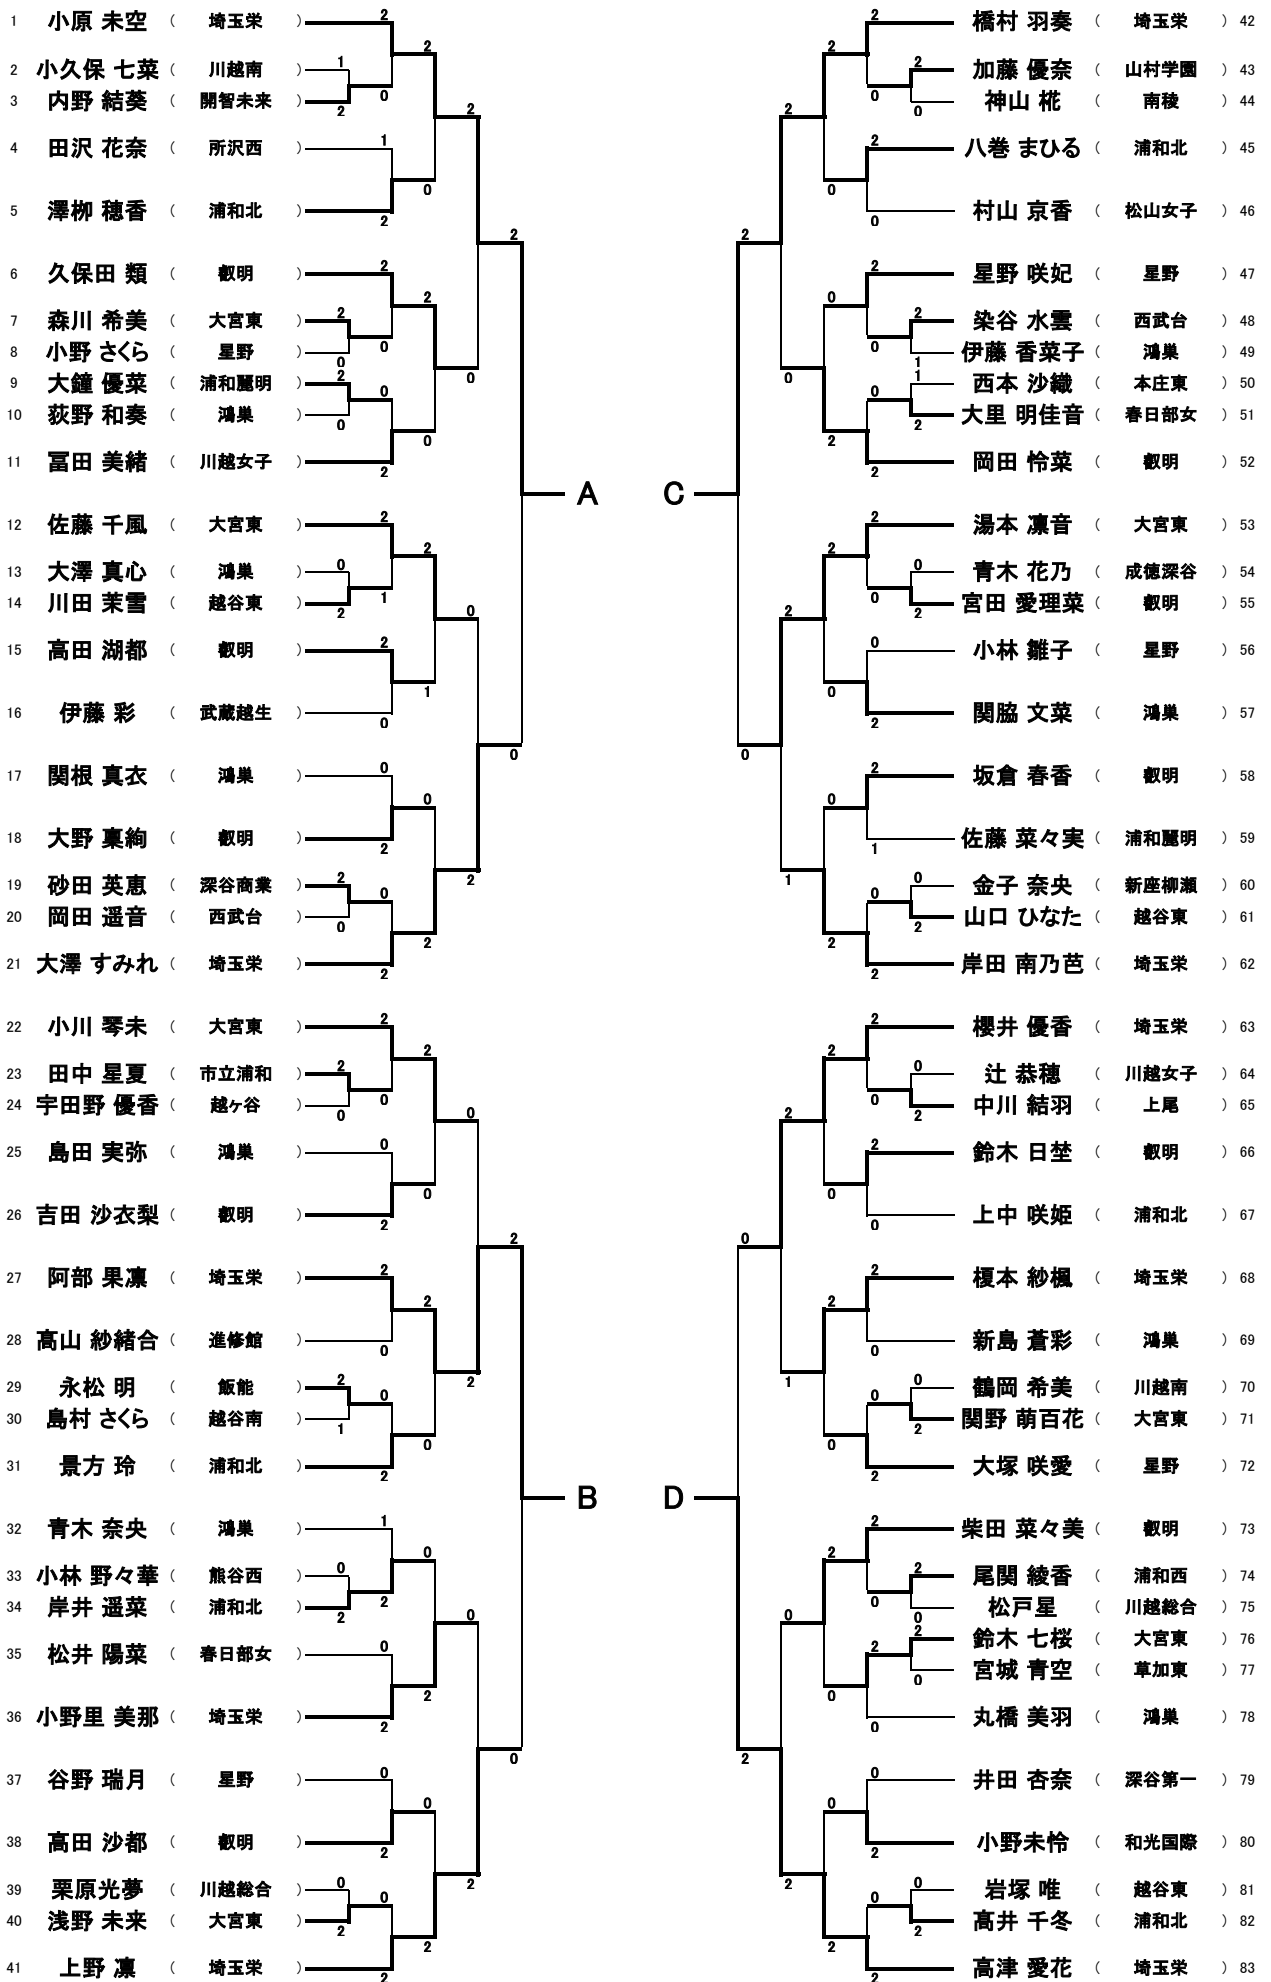 1 小原 未空 ( 埼玉栄 )
2 小久保 七菜 ( 川越南 )
3 内野 結葵 ( 開智未来 )
4 田沢 花奈 ( 所沢西 )
5 澤栁 穂香 ( 浦和北 )
6 久保田 類 ( 叡明 )
7 森川 希美 ( 大宮東 )
8 小野 さくら ( 星野 )
9 大鐘 優菜 ( 浦和麗明 )
10 荻野 和奏 ( 鴻巣 )
11 冨田 美緒 ( 川越女子 )
12 佐藤 千風 ( 大宮東 )
13 大澤 真心 ( 鴻巣 )
14 川田 茉雪 ( 越谷東 )
15 高田 湖都 ( 叡明 )
16 伊藤 彩 ( 武蔵越生 )
17 関根 真衣 ( 鴻巣 )
18 大野 稟絢 ( 叡明 )
19 砂田 英恵 ( 深谷商業 )
20 岡田 遥音 ( 西武台 )
21 大澤 すみれ ( 埼玉栄 )
22 小川 琴未 ( 大宮東 )
23 田中 星夏 ( 市立浦和 )
24 宇田野 優香 ( 越ヶ谷 )
25 島田 実弥 ( 鴻巣 )
26 吉田 沙衣梨 ( 叡明 )
27 阿部 果凛 ( 埼玉栄 )
28 髙山 紗緒合 ( 進修館 )
29 永松 明 ( 飯能 )
30 島村 さくら ( 越谷南 )
31 景方 玲 ( 浦和北 )
32 青木 奈央 ( 鴻巣 )
33 小林 野々華 ( 熊谷西 )
34 岸井 遥菜 ( 浦和北 )
35 松井 陽菜 ( 春日部女 )
36 小野里 美那 ( 埼玉栄 )
37 谷野 瑞月 ( 星野 )
38 高田 沙都 ( 叡明 )
39 栗原光夢 ( 川越総合 )
40 浅野 未来 ( 大宮東 )
41 上野 凛 ( 埼玉栄 )
A
B
C
D
橋村 羽奏 ( 埼玉栄 ) 42
加藤 優奈 ( 山村学園 ) 43
神山 椛 ( 南稜 ) 44
八巻 まひる ( 浦和北 ) 45
村山 京香 ( 松山女子 ) 46
星野 咲妃 ( 星野 ) 47
染谷 水雲 ( 西武台 ) 48
伊藤 香菜子 ( 鴻巣 ) 49
西本 沙織 ( 本庄東 ) 50
大里 明佳音 ( 春日部女 ) 51
岡田 怜菜 ( 叡明 ) 52
湯本 凛音 ( 大宮東 ) 53
青木 花乃 ( 成徳深谷 ) 54
宮田 愛理菜 ( 叡明 ) 55
小林 雛子 ( 星野 ) 56
関脇 文菜 ( 鴻巣 ) 57
坂倉 春香 ( 叡明 ) 58
佐藤 菜々実 ( 浦和麗明 ) 59
金子 奈央 ( 新座柳瀬 ) 60
山口 ひなた ( 越谷東 ) 61
岸田 南乃芭 ( 埼玉栄 ) 62
櫻井 優香 ( 埼玉栄 ) 63
辻 恭穂 ( 川越女子 ) 64
中川 結羽 ( 上尾 ) 65
鈴木 日埜 ( 叡明 ) 66
上中 咲姫 ( 浦和北 ) 67
榎本 紗楓 ( 埼玉栄 ) 68
新島 蒼彩 ( 鴻巣 ) 69
鶴岡 希美 ( 川越南 ) 70
関野 萌百花 ( 大宮東 ) 71
大塚 咲愛 ( 星野 ) 72
柴田 菜々美 ( 叡明 ) 73
尾関 綾香 ( 浦和西 ) 74
松戸星 ( 川越総合 ) 75
鈴木 七桜 ( 大宮東 ) 76
宮城 青空 ( 草加東 ) 77
丸橋 美羽 ( 鴻巣 ) 78
井田 杏奈 ( 深谷第一 ) 79
小野未怜 ( 和光国際 ) 80
岩塚 唯 ( 越谷東 ) 81
髙井 千冬 ( 浦和北 ) 82
高津 愛花 ( 埼玉栄 ) 83